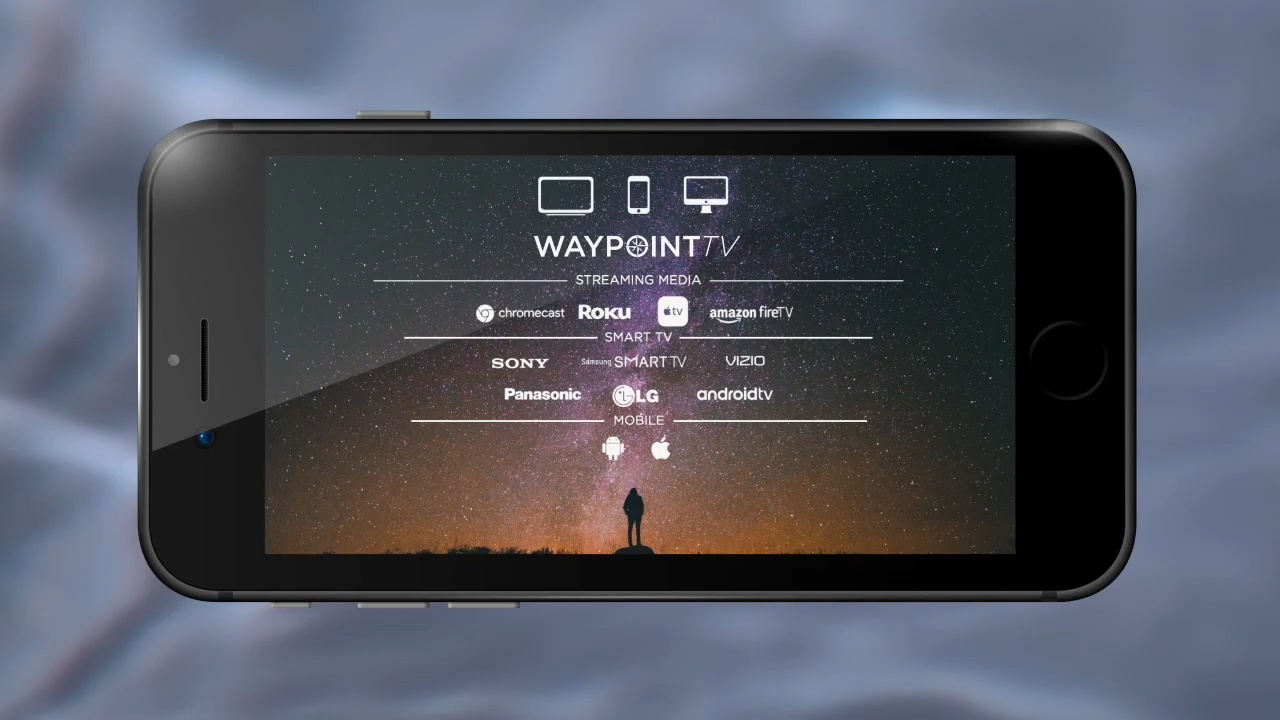 WAYPOINTTV
STREAMING MEDIA
chromecast Roku tv amazon fireTV
SMART TV
SONY Samsung SMART TV VIZIO
Panasonic LG androidtv
MOBILE